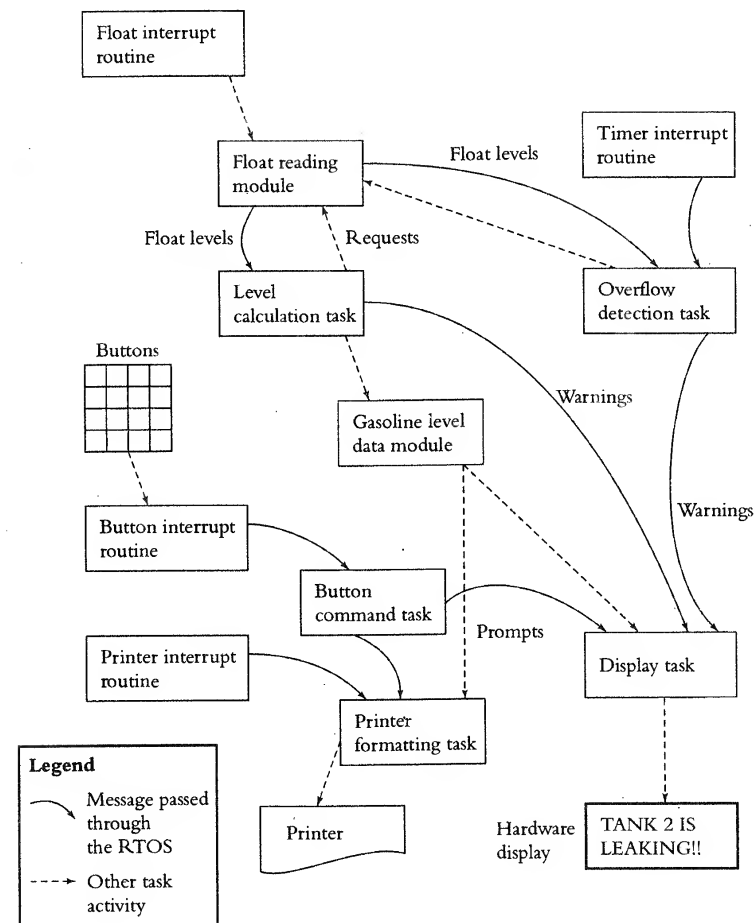 Float interrupt
routine
Float reading
module
Float levels
Timer interrupt
routine
Float levels
Requests
Level
calculation task
Overflow
detection task
Buttons
Warnings
Gasoline level
data module
Warnings
Button interrupt
routine
Button
command task
Prompts
Printer interrupt
routine
Display task
Printer
formatting task
Legend
Message passed
through
the RTOS
Other task
activity
Printer
Hardware
display
TANK 2 IS
LEAKING!!